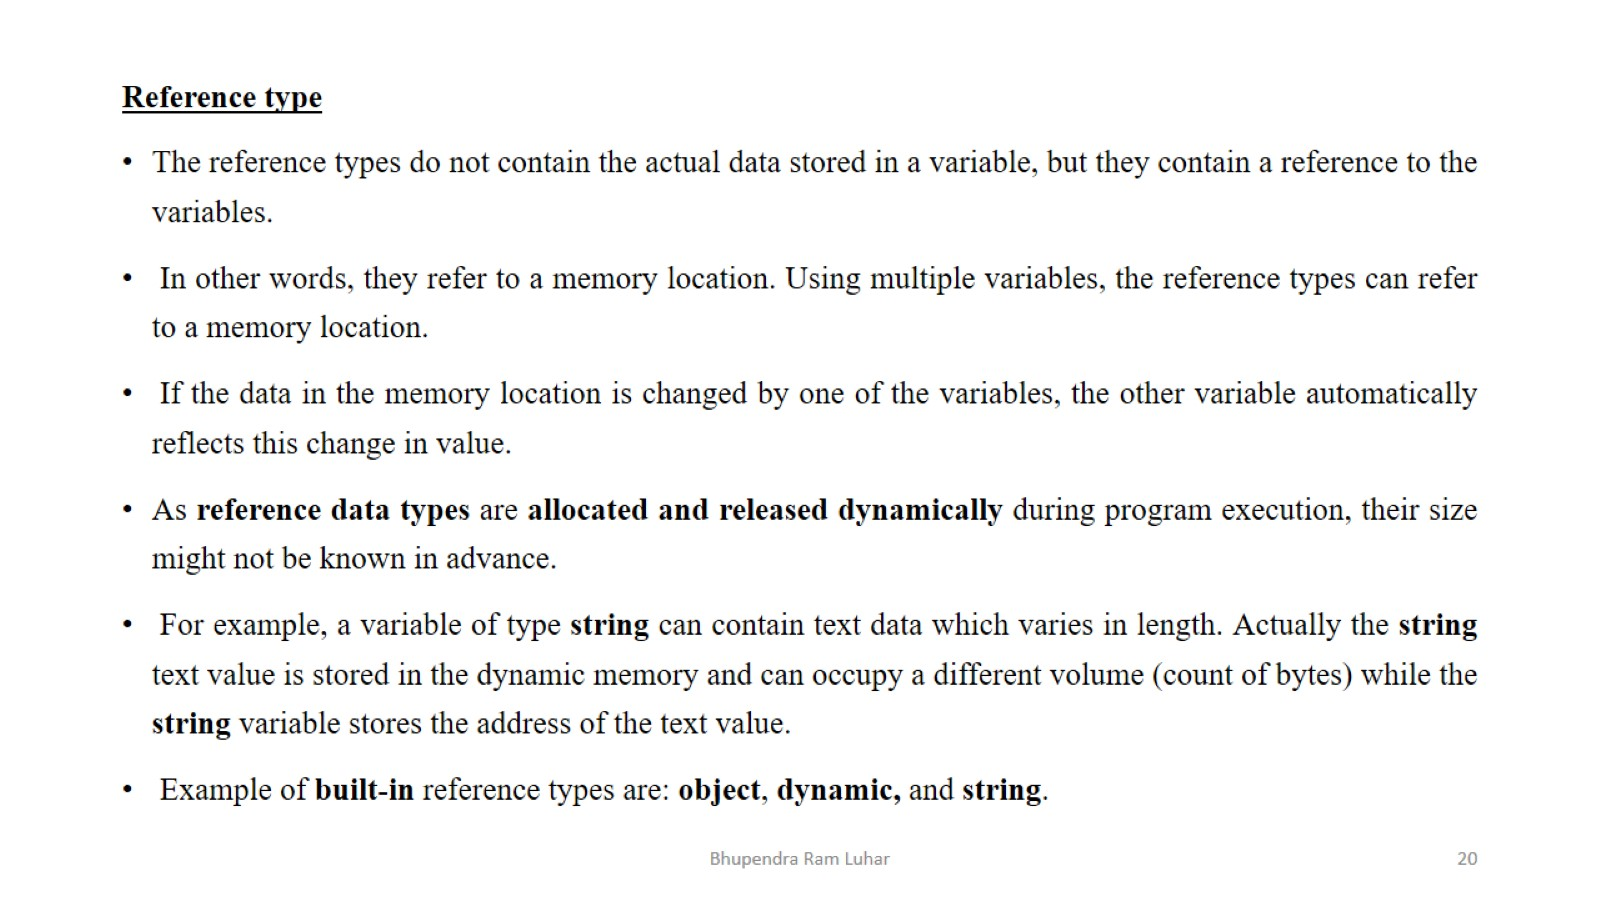 Reference type
• The reference types do not contain the actual data stored in a variable, but they contain a reference to the
variables.
• In other words, they refer to a memory location. Using multiple variables, the reference types can refer
to a memory location.
• If the data in the memory location is changed by one of the variables, the other variable automatically
reflects this change in value.
• As reference data types are allocated and released dynamically during program execution, their size
might not be known in advance.
• For example, a variable of type string can contain text data which varies in length. Actually the string
text value is stored in the dynamic memory and can occupy a different volume (count of bytes) while the
string variable stores the address of the text value.
• Example of built-in reference types are: object, dynamic, and string.
Bhupendra Ram Luhar
20